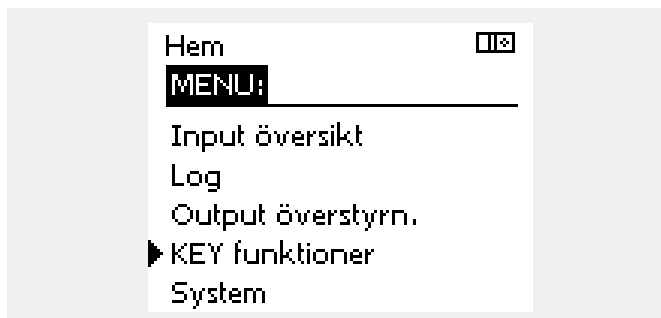 Hem
MENU:
Input översikt
Log
Output överstyrn.
KEY funktioner
System